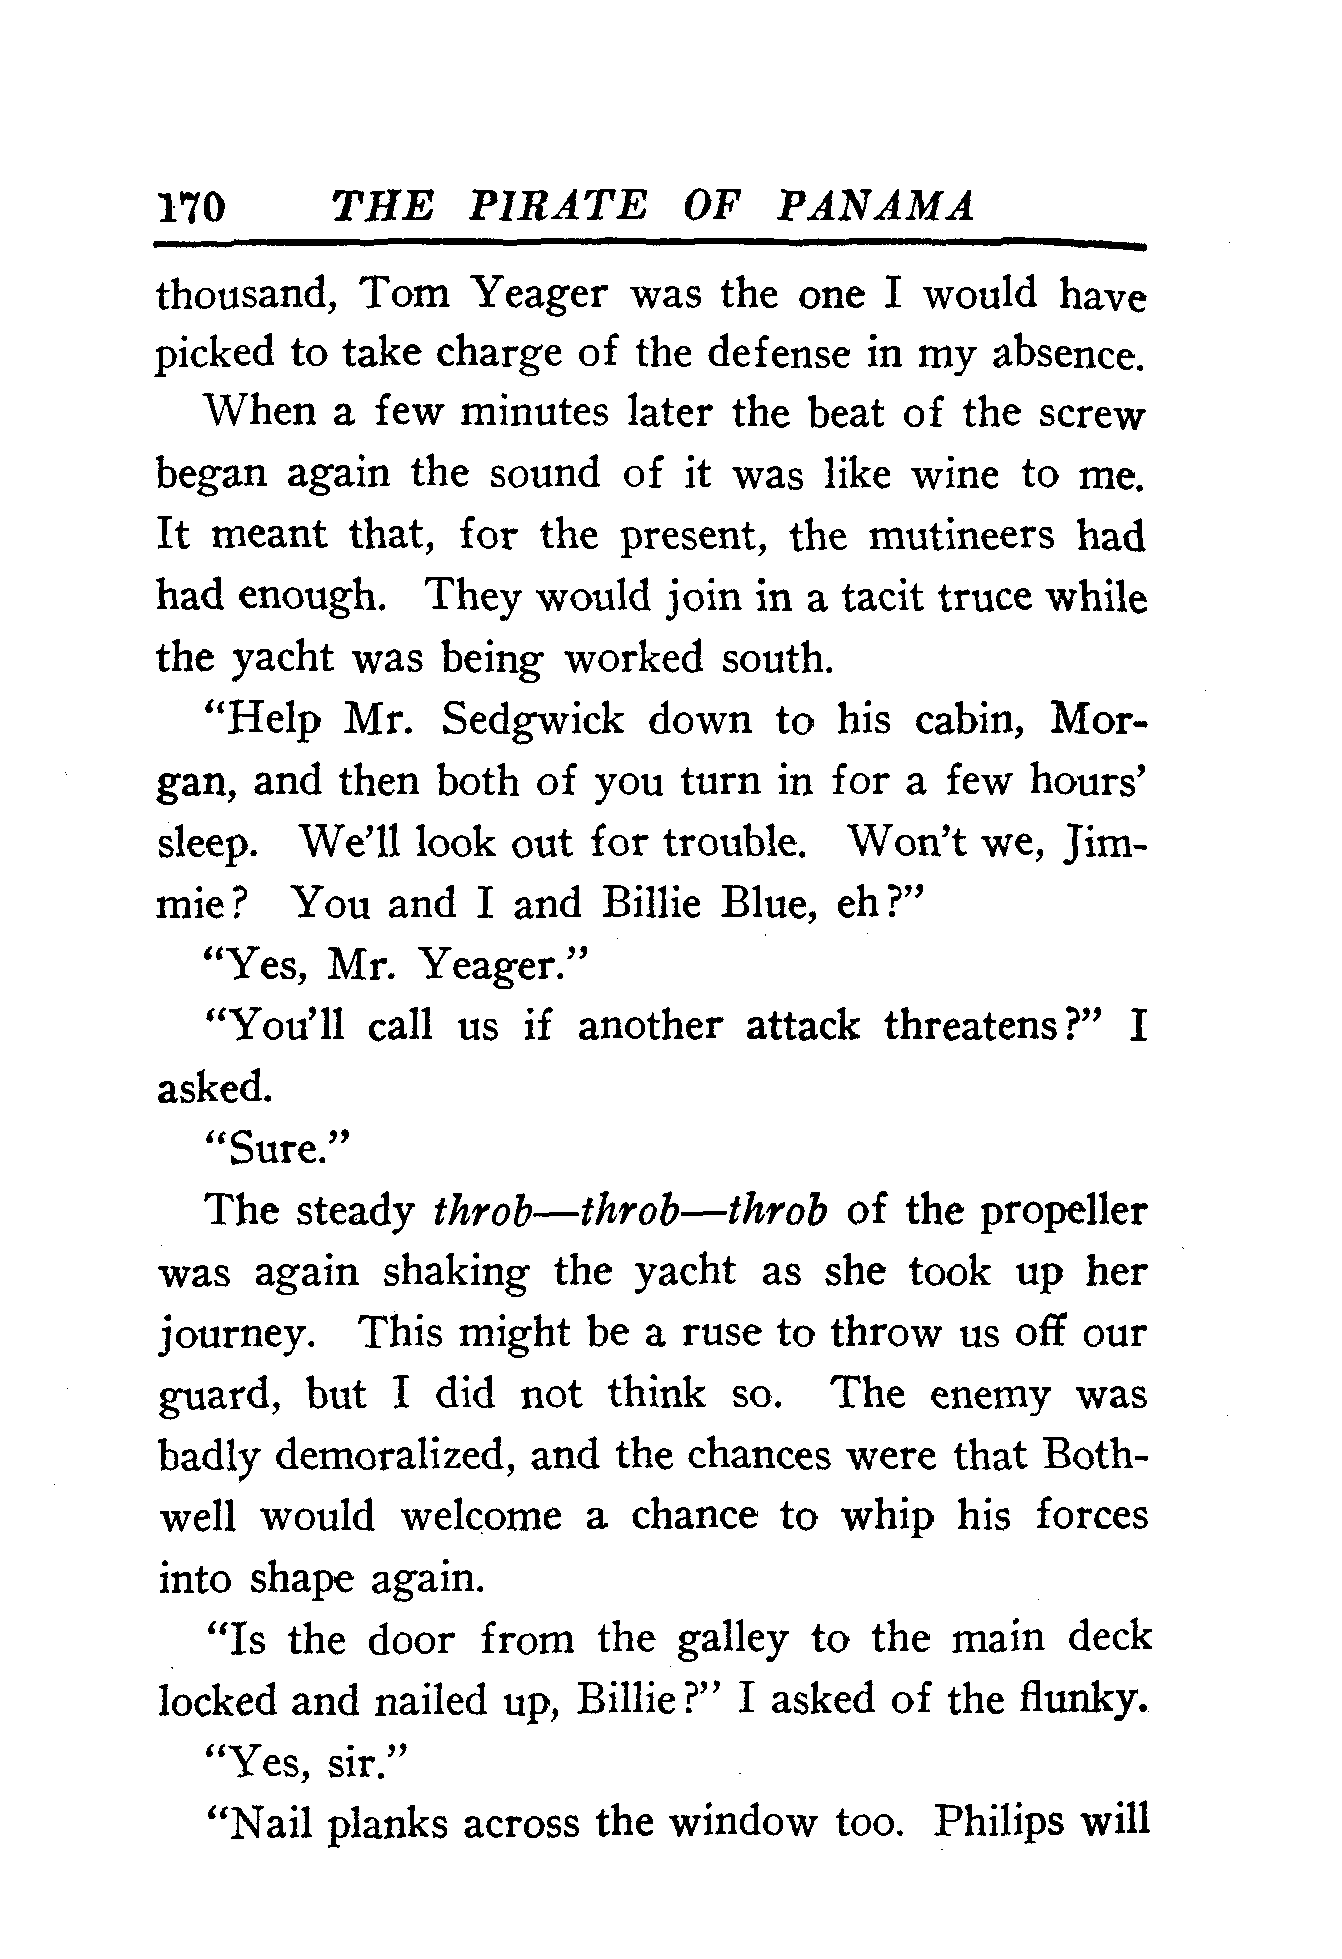 170 THE PIRATE OF PANAMA
thousand, Tom Yeager was the one I would have
picked to take charge of the defense in my absence.
When a few minutes later the beat of the screw
began again the sound of it was like wine to me.
It meant that, for the present, the mutineers had
had enough. They would join in a tacit truce while
the yacht was being worked south.
“Help Mr. Sedgwick down to his cabin, Mor-
gan, and then both of you turn in for a few hours’
sleep. We’ll look out for trouble. Won’t we, Jim-
mie? You and I and Billie Blue, eh?”
“Yes, Mr. Yeager.”
“You’ll call us if another attack threatens?” I
asked.
“Sure.”
The steady throb—throb—throb of the propeller
was again shaking the yacht as she took up her
journey. This might be a ruse to throw us off our
guard, but I did not think so. The enemy was
badly demoralized, and the chances were that Both-
well would welcome a chance to whip his forces
into shape again.
“Is the door from the galley to the main deck
locked and nailed up, Billie?” I asked of the flunky.
“Yes, sir.”
“Nail planks across the window too. Philips will